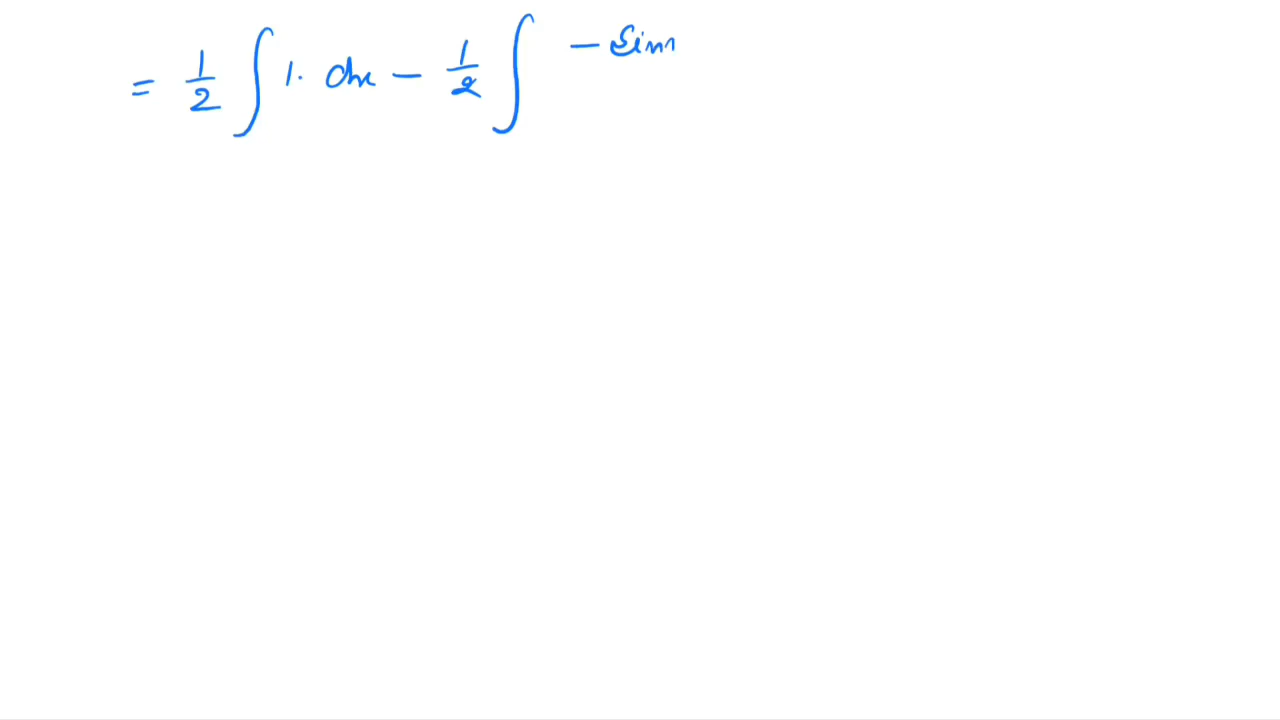 = 1/2 ∫ 1. dx - 1/2 ∫ - Sin